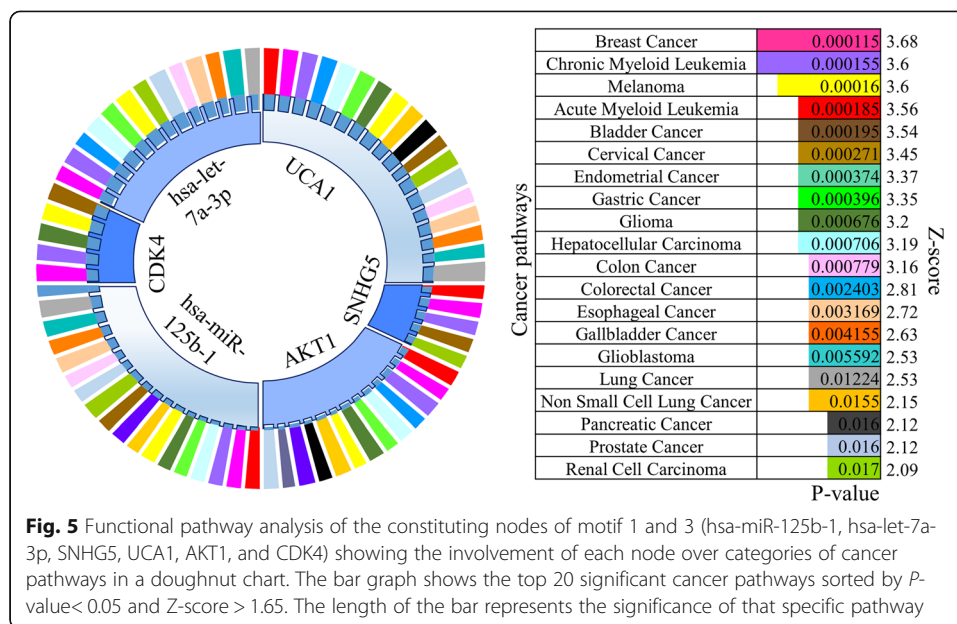 hsa-let-
7a-3p
UCA1
CDK4
SNHG5
hsa-miR-
125b-1
AKT1
Cancer pathways
Breast Cancer 0.000115 3.68
Chronic Myeloid Leukemia 0.000155 3.6
Melanoma 0.00016 3.6
Acute Myeloid Leukemia 0.000185 3.56
Bladder Cancer 0.000195 3.54
Cervical Cancer 0.000271 3.45
Endometrial Cancer 0.000374 3.37
Gastric Cancer 0.000396 3.35
Glioma 0.000676 3.2
Hepatocellular Carcinoma 0.000706 3.19
Colon Cancer 0.000779 3.16
Colorectal Cancer 0.002403 2.81
Esophageal Cancer 0.003169 2.72
Gallbladder Cancer 0.004155 2.63
Glioblastoma 0.005592 2.53
Lung Cancer 0.01224 2.53
Non Small Cell Lung Cancer 0.0155 2.15
Pancreatic Cancer 0.016 2.12
Prostate Cancer 0.016 2.12
Renal Cell Carcinoma 0.017 2.09
Z-score
P-value
Fig. 5 Functional pathway analysis of the constituting nodes of motif 1 and 3 (hsa-miR-125b-1, hsa-let-7a-
3p, SNHG5, UCA1, AKT1, and CDK4) showing the involvement of each node over categories of cancer
pathways in a doughnut chart. The bar graph shows the top 20 significant cancer pathways sorted by P-
value< 0.05 and Z-score > 1.65. The length of the bar represents the significance of that specific pathway